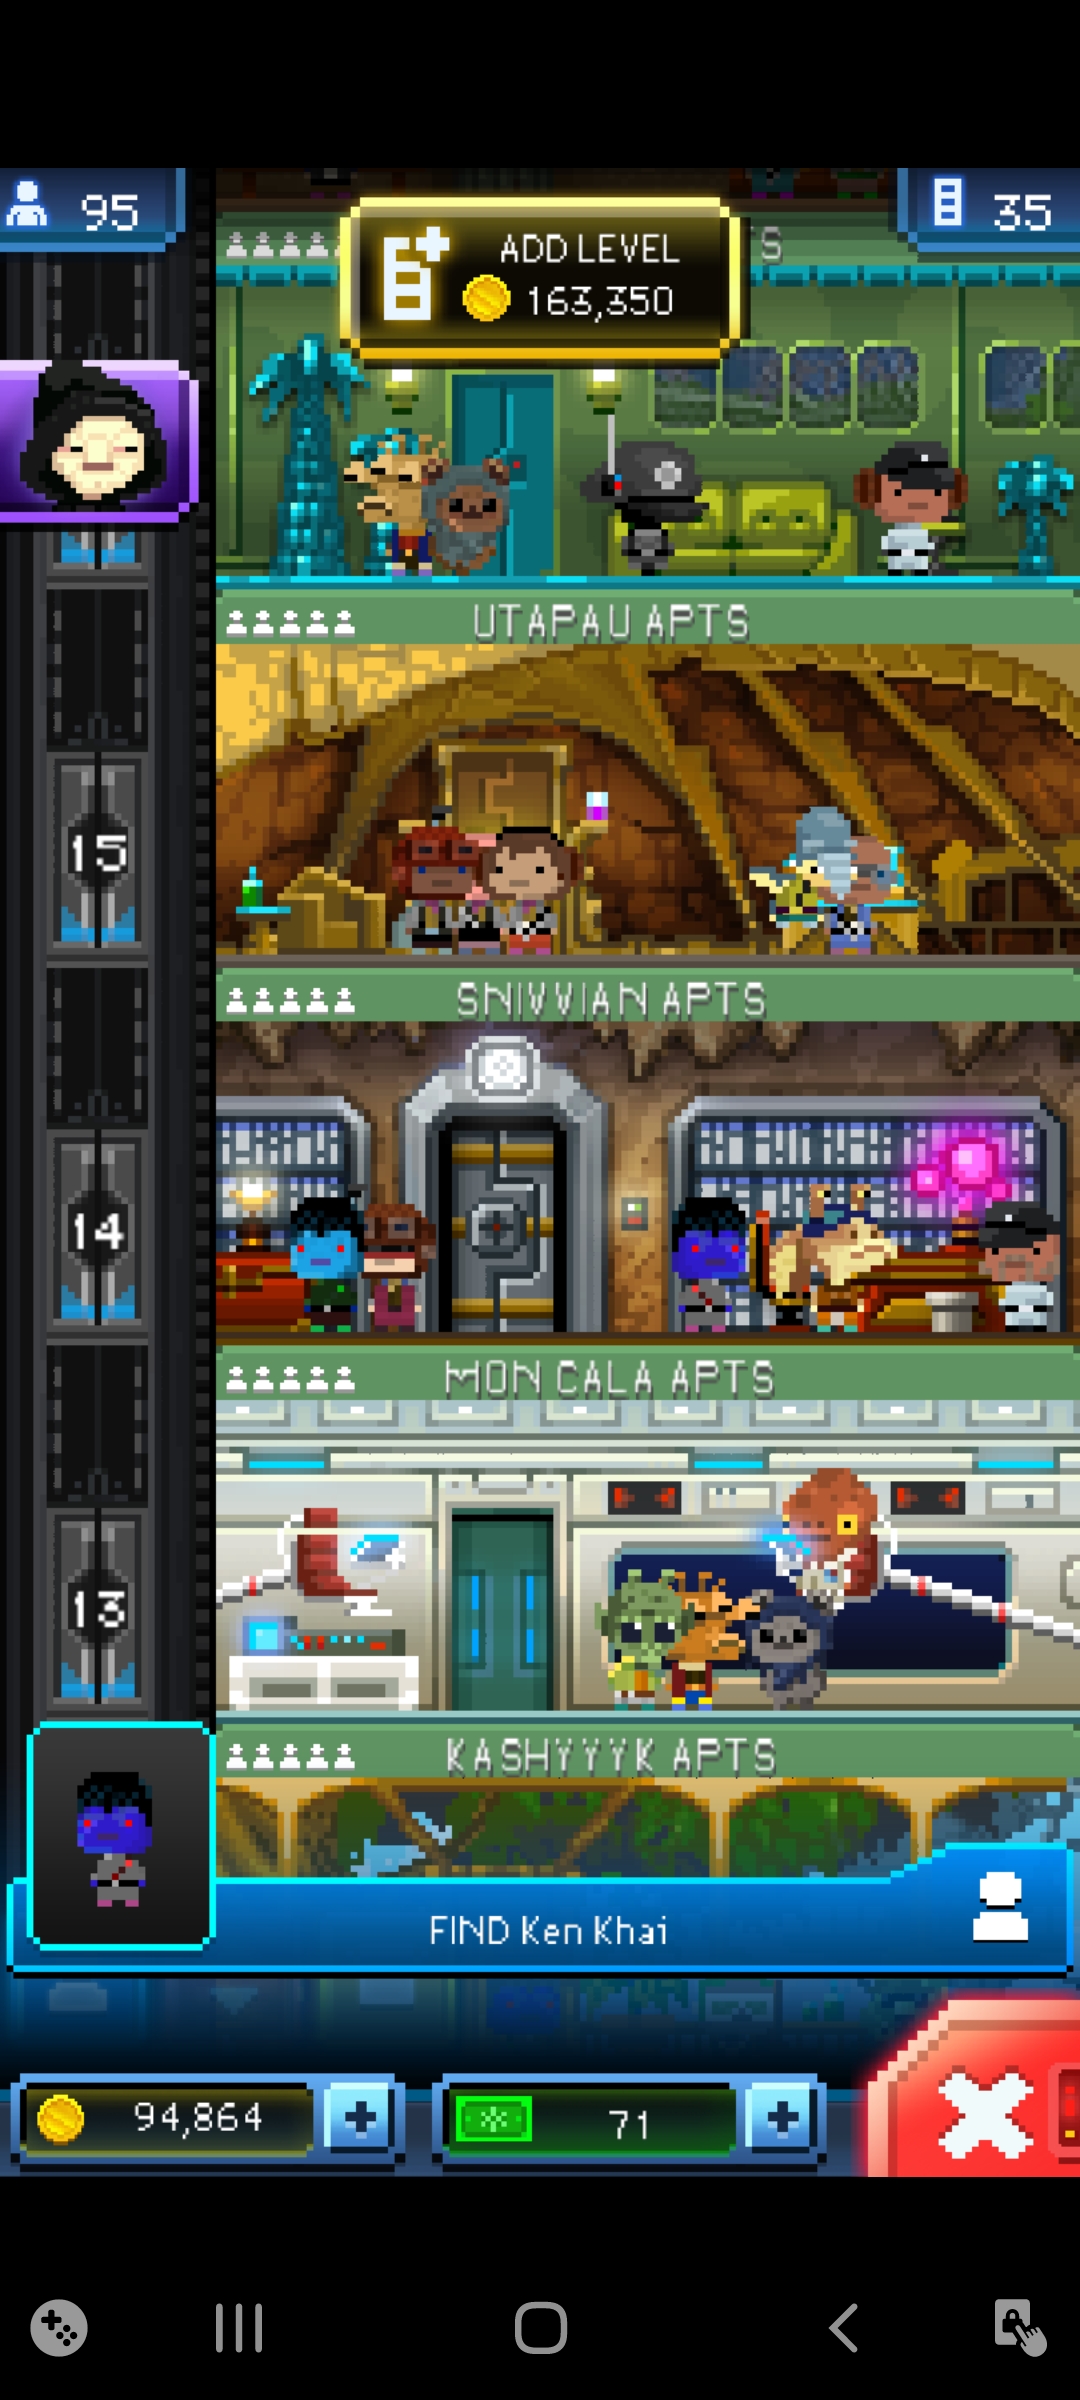 95
ADD LEVEL
163,350
35
S
UTAPAU APTS
15
SNIVVIAN APTS
14
MON CALA APTS
13
KASHYYYK APTS
FIND Ken Khai
94,864
71